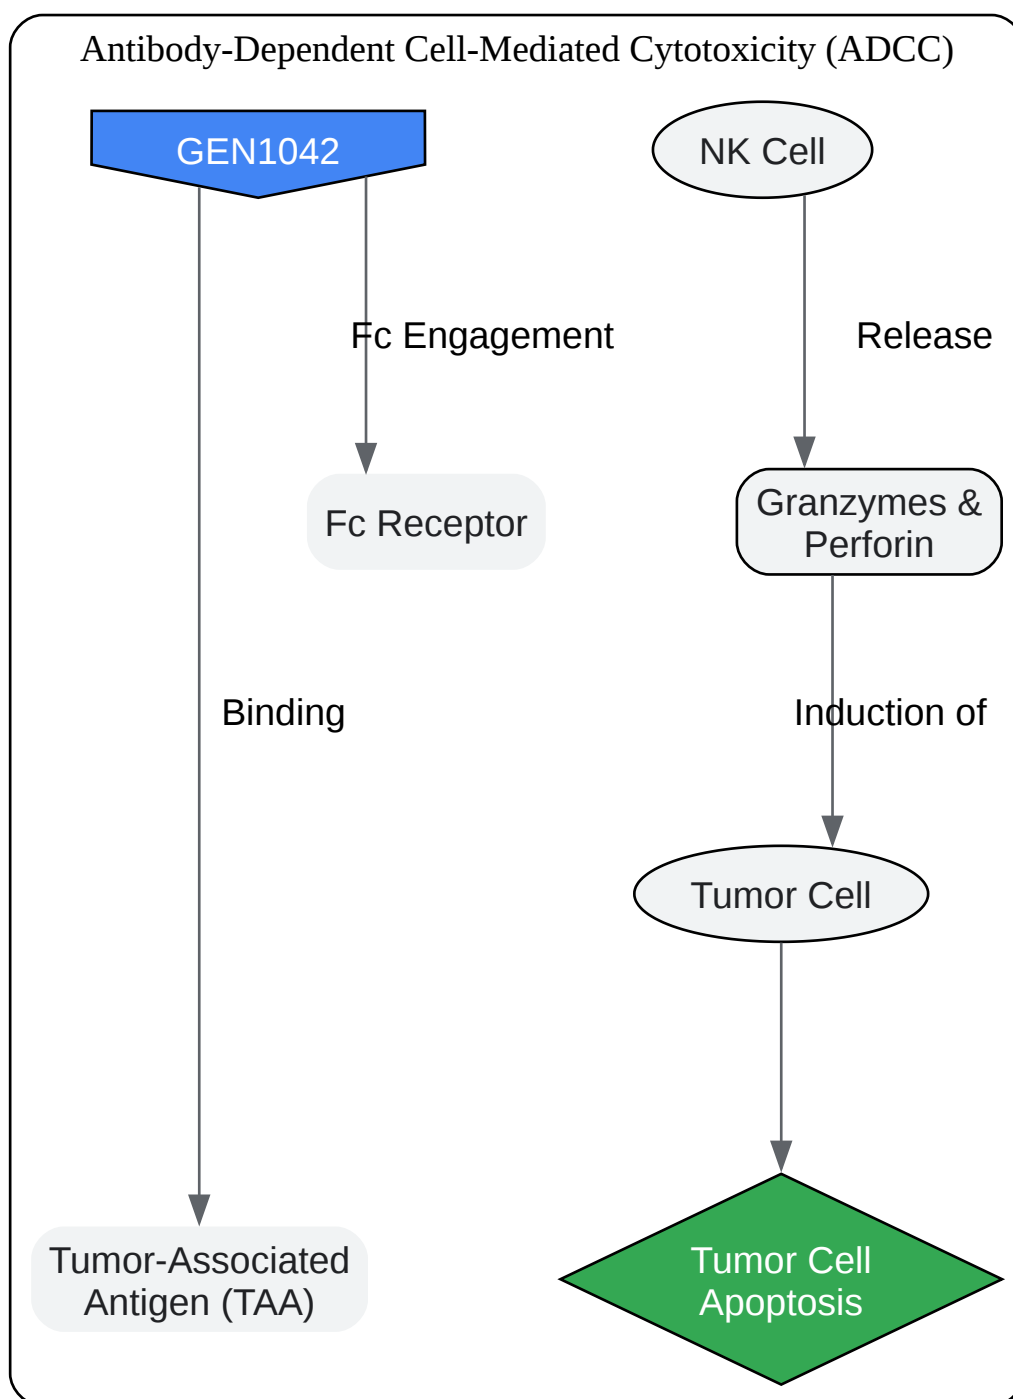 Antibody-Dependent Cell-Mediated Cytotoxicity (ADCC)
GEN1042
NK Cell
Fc Engagement
Release
Fc Receptor
Granzymes &
Perforin
Binding
Induction of
Tumor Cell
Tumor-Associated
Antigen (TAA)
Tumor Cell
Apoptosis